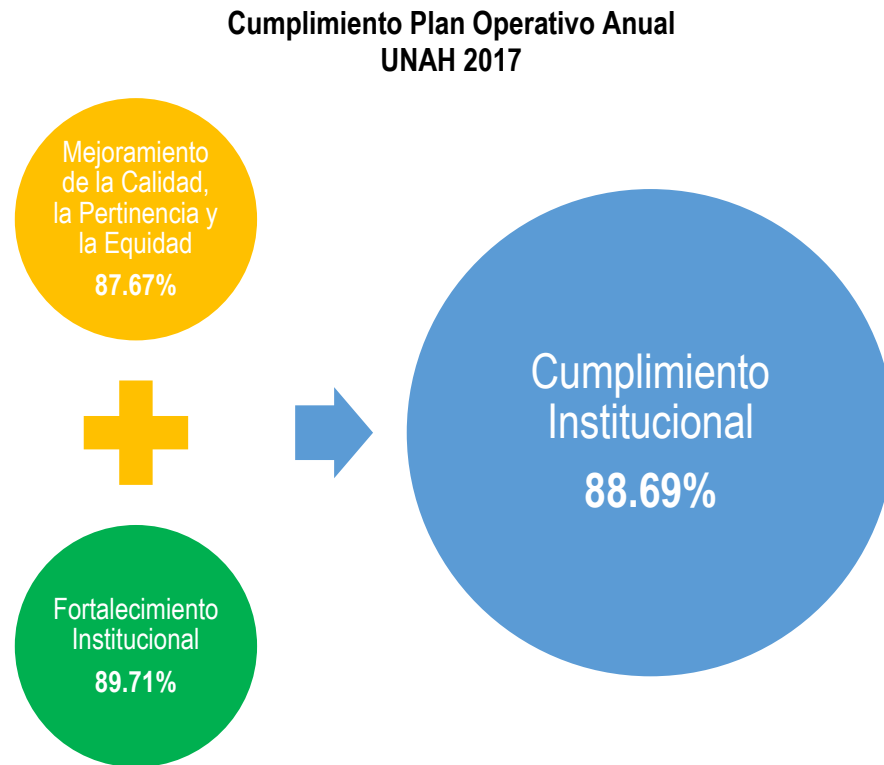 Cumplimiento Plan Operativo Anual
UNAH 2017
Mejoramiento
de la Calidad,
la Pertinencia y
la Equidad
87.67%
Fortalecimiento
Institucional
89.71%
Cumplimiento
Institucional
88.69%